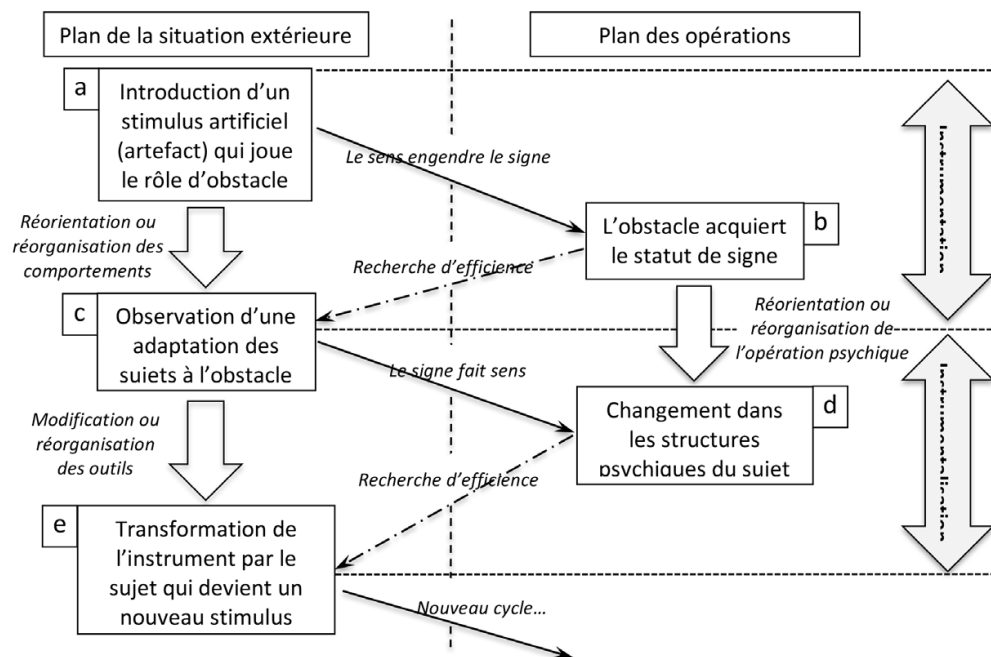 Plan de la situation extérieure
Plan des opérations
a
Introduction d'un
stimulus artificiel
(artefact) qui joue
le rôle d'obstacle
Le sens engendre le signe
Instrumentation
Réorientation ou
réorganisation des
comportements
b
L'obstacle acquiert
le statut de signe
Recherche d'efficience
c
Observation d'une
adaptation des
sujets à l'obstacle
Réorientation ou
réorganisation de
l'opération psychique
Le signe fait sens
Instrumentalisation
Modification ou
réorganisation
des outils
d
Changement dans
les structures
psychiques du sujet
Recherche d'efficience
e
Transformation de
l'instrument par le
sujet qui devient un
nouveau stimulus
Nouveau cycle...